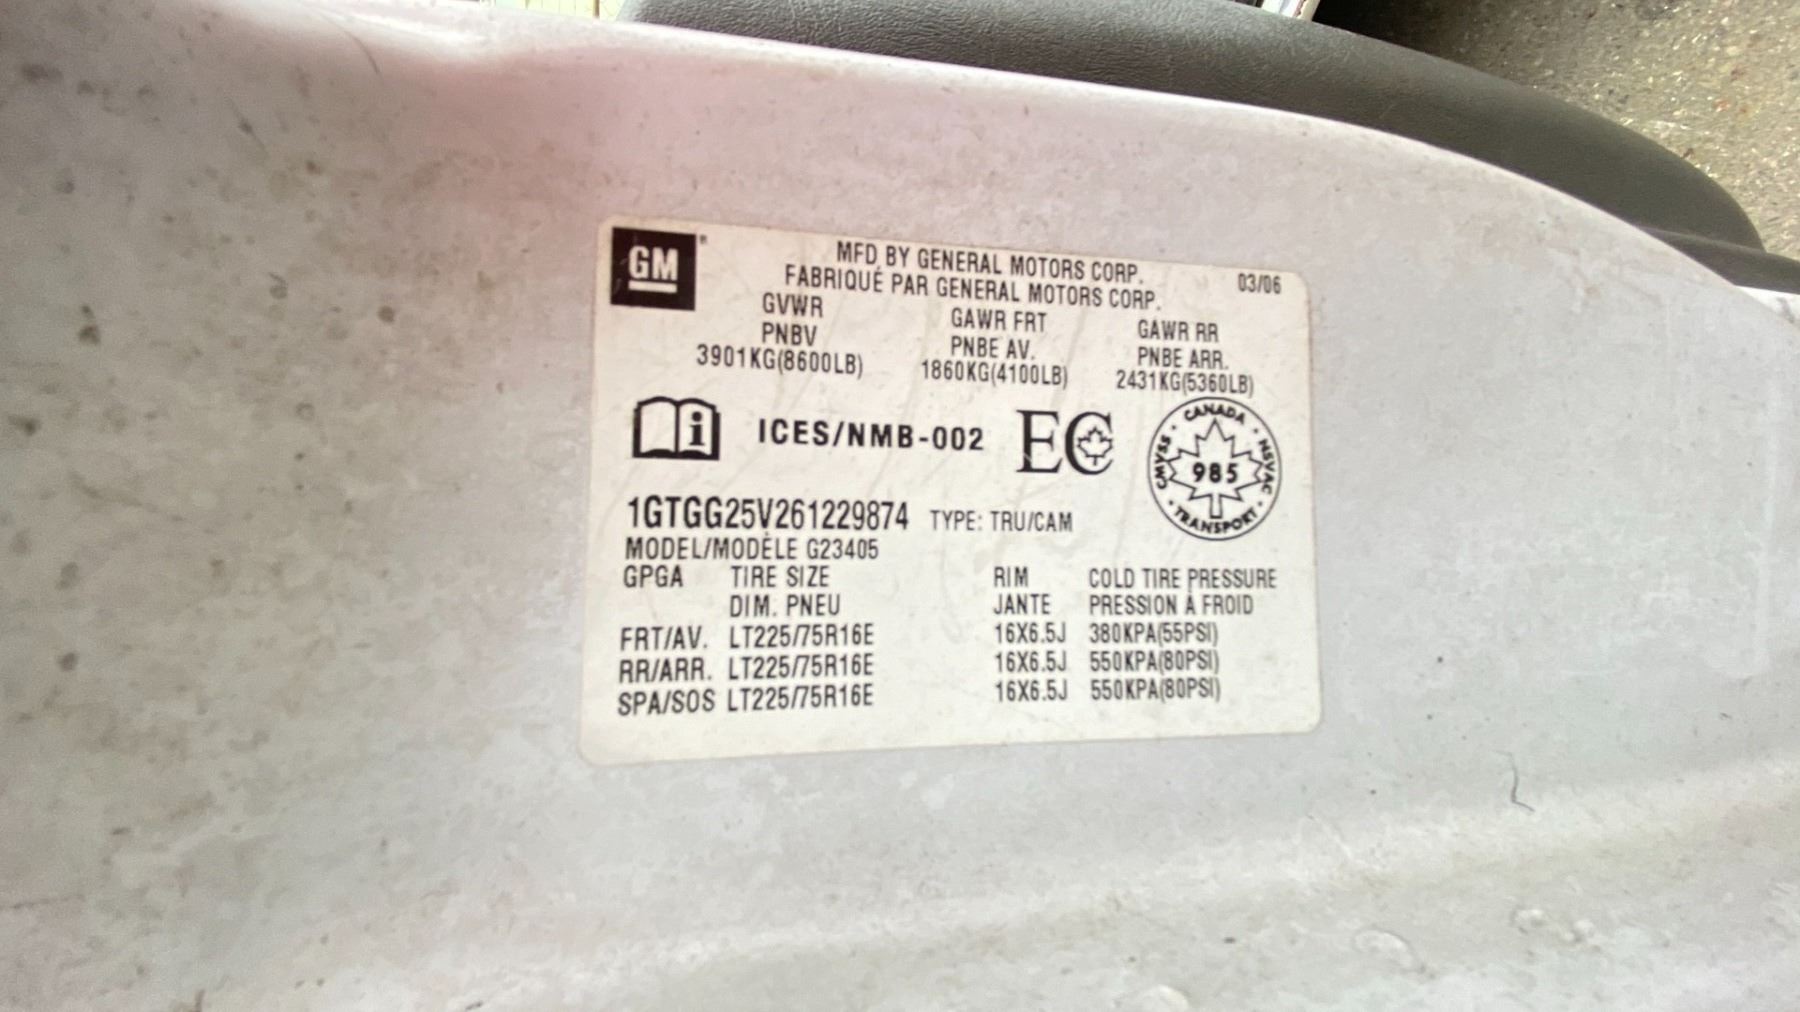 GM
MFD BY GENERAL MOTORS CORP. 03/06
FABRIQUÉ PAR GENERAL MOTORS CORP.
GVWR GAWR FRT GAWR RR
PNBV PNBE AV. PNBE ARR.
3901KG(8600LB) 1860KG(4100LB) 2431KG(5360LB)
i ICES/NMB-002 EC
CANADA
CMVSS 985 NSVAC
TRANSPORT
1GTGG25V261229874 TYPE: TRU/CAM
MODEL/MODÈLE G23405
GPGA TIRE SIZE RIM COLD TIRE PRESSURE
DIM. PNEU JANTE PRESSION À FROID
FRT/AV. LT225/75R16E 16X6.5J 380KPA(55PSI)
RR/ARR. LT225/75R16E 16X6.5J 550KPA(80PSI)
SPA/SOS LT225/75R16E 16X6.5J 550KPA(80PSI)